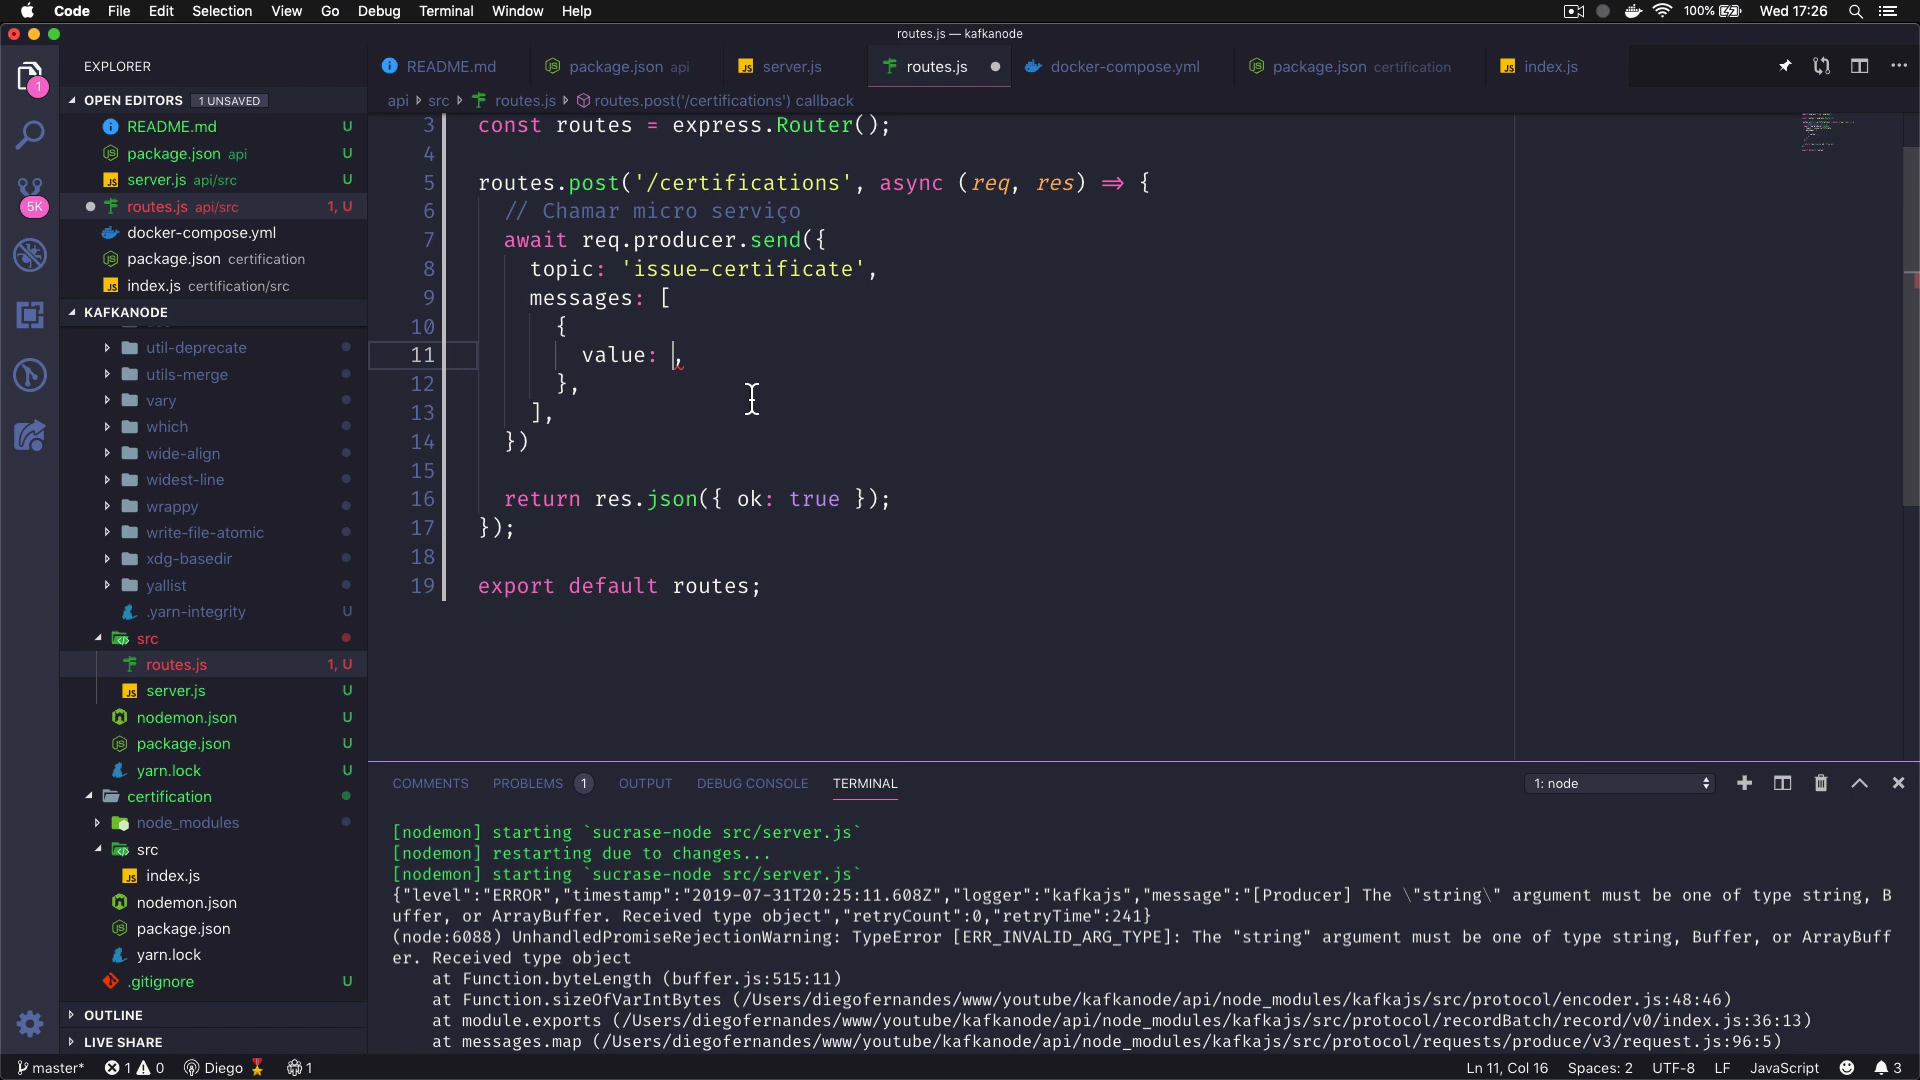 Code File Edit Selection View Go Debug Terminal Window Help 100% Wed 17:26
routes.js — kafkanode
EXPLORER
README.md package.json api server.js routes.js docker-compose.yml package.json certification index.js
OPEN EDITORS 1 UNSAVED
api src routes.js routes.post('/certifications') callback
1
README.md U
package.json api U
server.js api/src U
5K
routes.js api/src 1, U
docker-compose.yml
package.json certification
index.js certification/src
KAFKANODE
util-deprecate
utils-merge
vary
which
wide-align
widest-line
wrappy
write-file-atomic
xdg-basedir
yallist
.yarn-integrity U
src
routes.js 1, U
server.js U
nodemon.json U
package.json U
yarn.lock U
certification
node_modules
src
index.js
nodemon.json
package.json
yarn.lock
.gitignore U
OUTLINE
LIVE SHARE
3 const routes = express.Router();
4
5 routes.post('/certifications', async (req, res) ⇒ {
6 // Chamar micro serviço
7 await req.producer.send({
8 topic: 'issue-certificate',
9 messages: [
10 {
11 value: ,
12 },
13 ],
14 })
15
16 return res.json({ ok: true });
17 });
18
19 export default routes;
COMMENTS PROBLEMS 1 OUTPUT DEBUG CONSOLE TERMINAL 1: node
[nodemon] starting `sucrase-node src/server.js`
[nodemon] restarting due to changes...
[nodemon] starting `sucrase-node src/server.js`
{"level":"ERROR","timestamp":"2019-07-31T20:25:11.608Z","logger":"kafkajs","message":"[Producer] The \"string\" argument must be one of type string, B
uffer, or ArrayBuffer. Received type object","retryCount":0,"retryTime":241}
(node:6088) UnhandledPromiseRejectionWarning: TypeError [ERR_INVALID_ARG_TYPE]: The "string" argument must be one of type string, Buffer, or ArrayBuff
er. Received type object
at Function.byteLength (buffer.js:515:11)
at Function.sizeOfVarIntBytes (/Users/diegofernandes/www/youtube/kafkanode/api/node_modules/kafkajs/src/protocol/encoder.js:48:46)
at module.exports (/Users/diegofernandes/www/youtube/kafkanode/api/node_modules/kafkajs/src/protocol/recordBatch/record/v0/index.js:36:13)
at messages.map (/Users/diegofernandes/www/youtube/kafkanode/api/node_modules/kafkajs/src/protocol/requests/produce/v3/request.js:96:5)
master* 1 0 Diego 1 Ln 11, Col 16 Spaces: 2 UTF-8 LF JavaScript 3